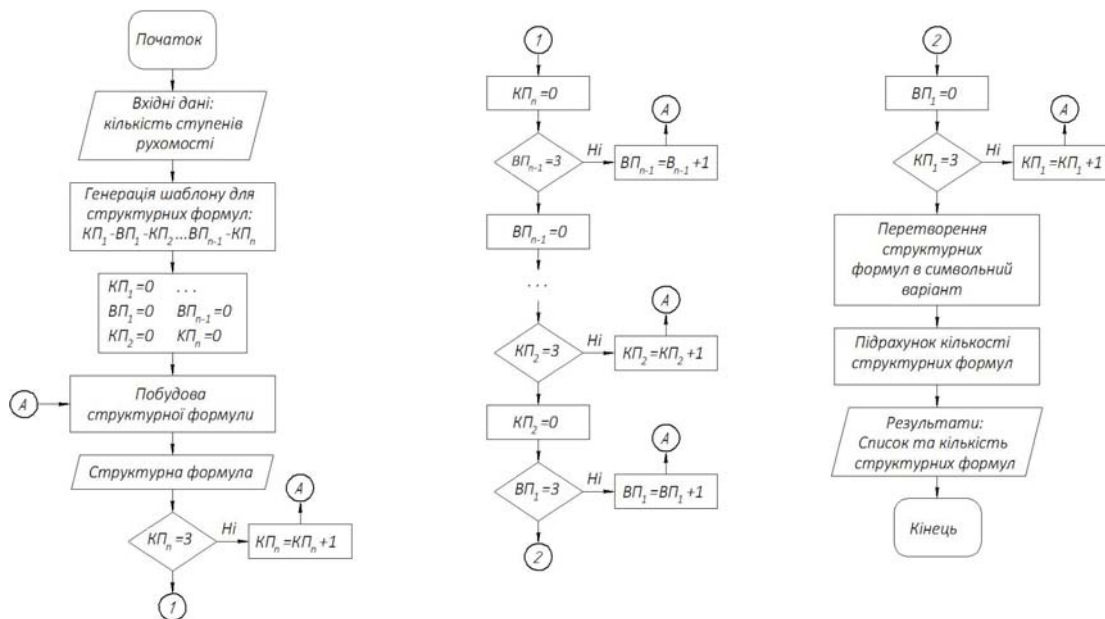 Початок
Вхідні дані:
кількість ступенів
рухомості
Генерація шаблону для
структурних формул:
КП₁-ВП₁-КП₂...ВПₙ₋₁-КПₙ
КП₁=0 ...
ВП₁=0 ВПₙ₋₁=0
КП₂=0 КПₙ=0
A
Побудова
структурної формули
Структурна формула
A
КПₙ=3
Ні
КПₙ=КПₙ+1
1
1
КПₙ=0
A
ВПₙ₋₁=3
Ні
ВПₙ₋₁=Вₙ₋₁+1
ВПₙ₋₁=0
...
A
КП₂=3
Ні
КП₂=КП₂+1
КП₂=0
A
ВП₁=3
Ні
ВП₁=ВП₁+1
2
2
ВП₁=0
A
КП₁=3
Ні
КП₁=КП₁+1
Перетворення
структурних
формул в символьний
варіант
Підрахунок кількості
структурних формул
Результати:
Список та кількість
структурних формул
Кінець